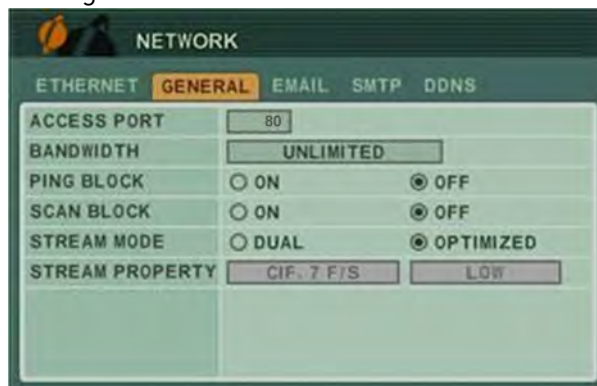 NETWORK
ETHERNET GENERAL EMAIL SMTP DDNS
ACCESS PORT 80
BANDWIDTH UNLIMITED
PING BLOCK ON OFF
SCAN BLOCK ON OFF
STREAM MODE DUAL OPTIMIZED
STREAM PROPERTY CIF. 7 F/S LOW